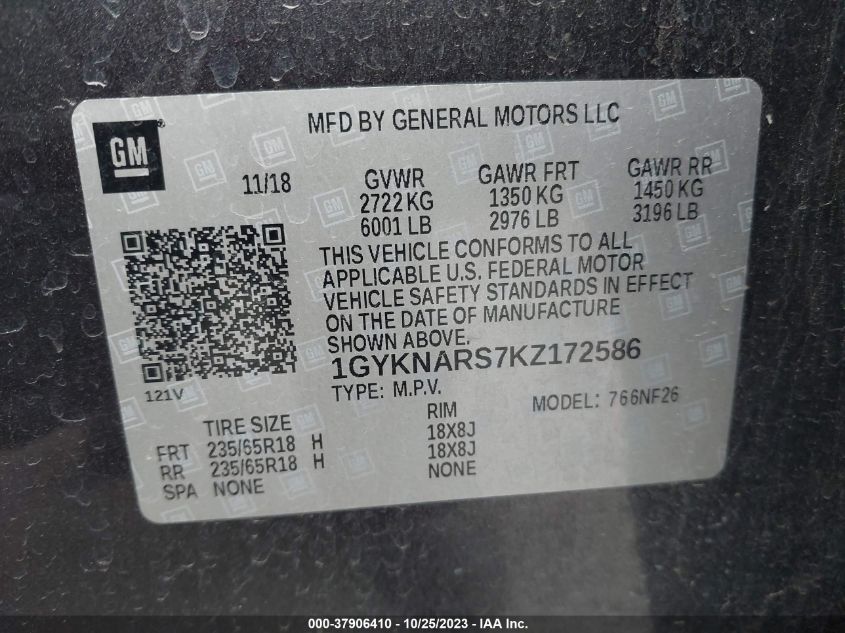 MFD BY GENERAL MOTORS LLC
GM
®
11/18
GVWR
2722 KG
6001 LB
GAWR FRT
1350 KG
2976 LB
GAWR RR
1450 KG
3196 LB
THIS VEHICLE CONFORMS TO ALL
APPLICABLE U.S. FEDERAL MOTOR
VEHICLE SAFETY STANDARDS IN EFFECT
ON THE DATE OF MANUFACTURE
SHOWN ABOVE.
1GYKNARS7KZ172586
121V
TYPE: M.P.V.
MODEL: 766NF26
TIRE SIZE
RIM
FRT 235/65R18 H 18X8J
RR 235/65R18 H 18X8J
SPA NONE NONE
000-37906410 - 10/25/2023 - IAA Inc.